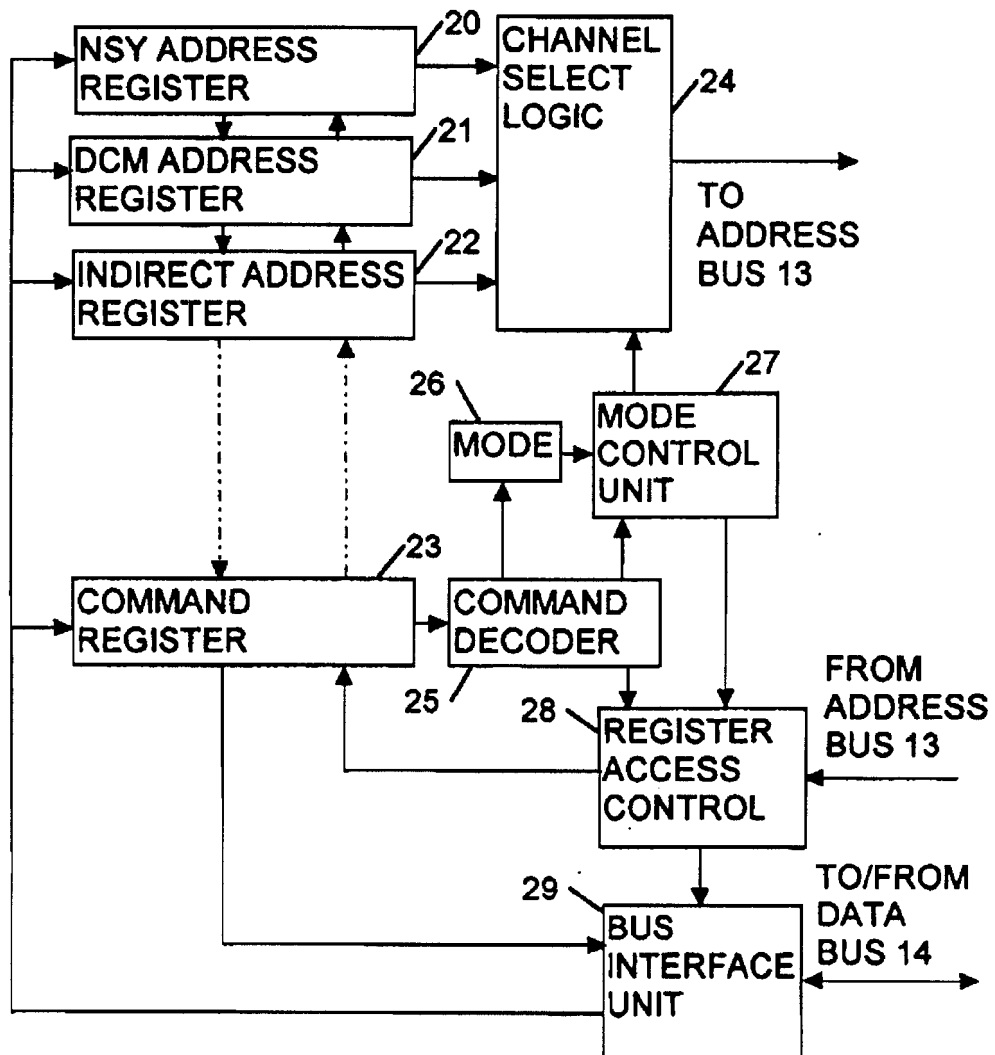 NSY ADDRESS
REGISTER
20
DCM ADDRESS
REGISTER
21
INDIRECT ADDRESS
REGISTER
22
CHANNEL
SELECT
LOGIC
24
TO
ADDRESS
BUS 13
26
MODE
27
MODE
CONTROL
UNIT
23
COMMAND
REGISTER
COMMAND
DECODER
25
28
REGISTER
ACCESS
CONTROL
FROM
ADDRESS
BUS 13
29
BUS
INTERFACE
UNIT
TO/FROM
DATA
BUS 14